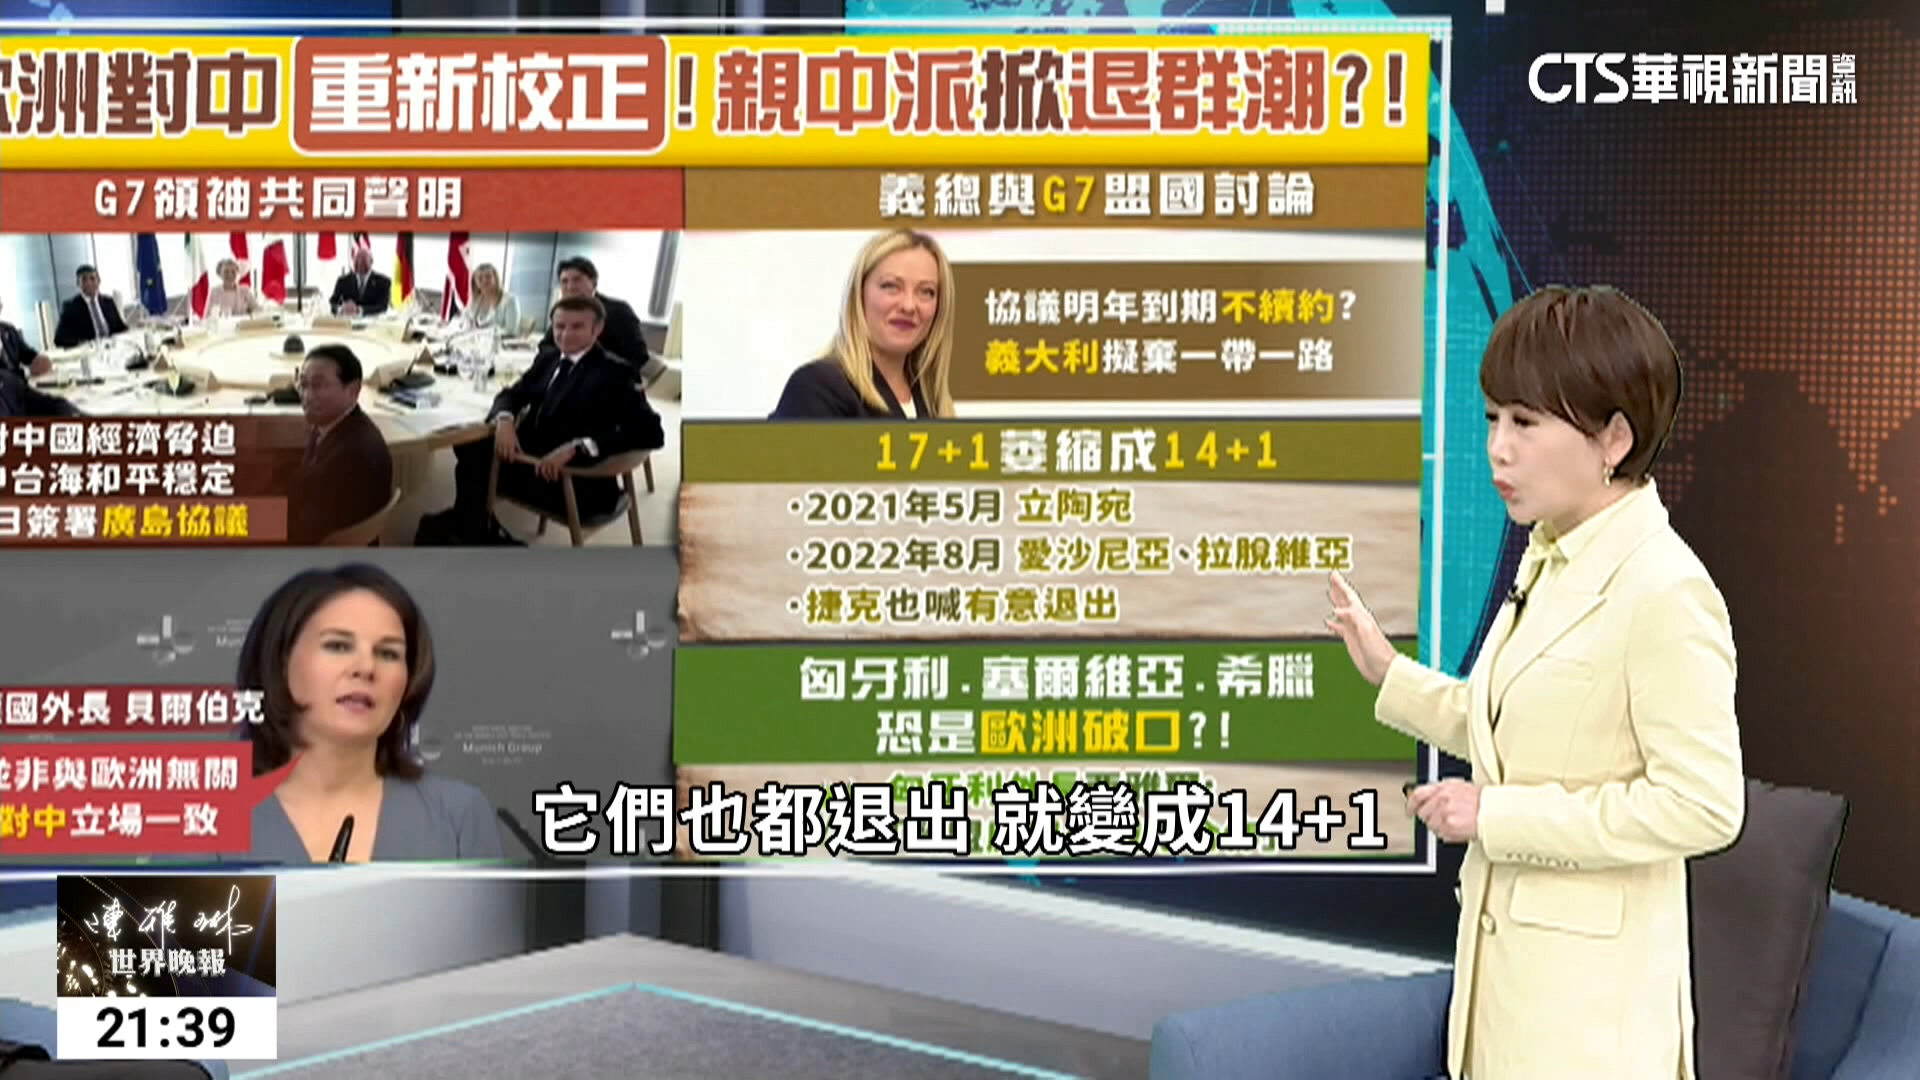 洲對中重新校正!親中派掀退群潮?!
CTS華視新聞資訊
G7領袖共同聲明
中國經濟脅迫
台海和平穩定
日簽署廣島協議
義總與G7盟國討論
協議明年到期不續約?
義大利擬棄一帶一路
17+1萎縮成14+1
·2021年5月 立陶宛
·2022年8月 愛沙尼亞、拉脫維亞
·捷克也喊有意退出
國外長 貝爾伯克
並非與歐洲無關
對中立場一致
Munich Group
匈牙利.塞爾維亞.希臘
恐是歐洲破口?!
它們也都退出 就變成14+1
陳雅琳
世界晚報
21:39